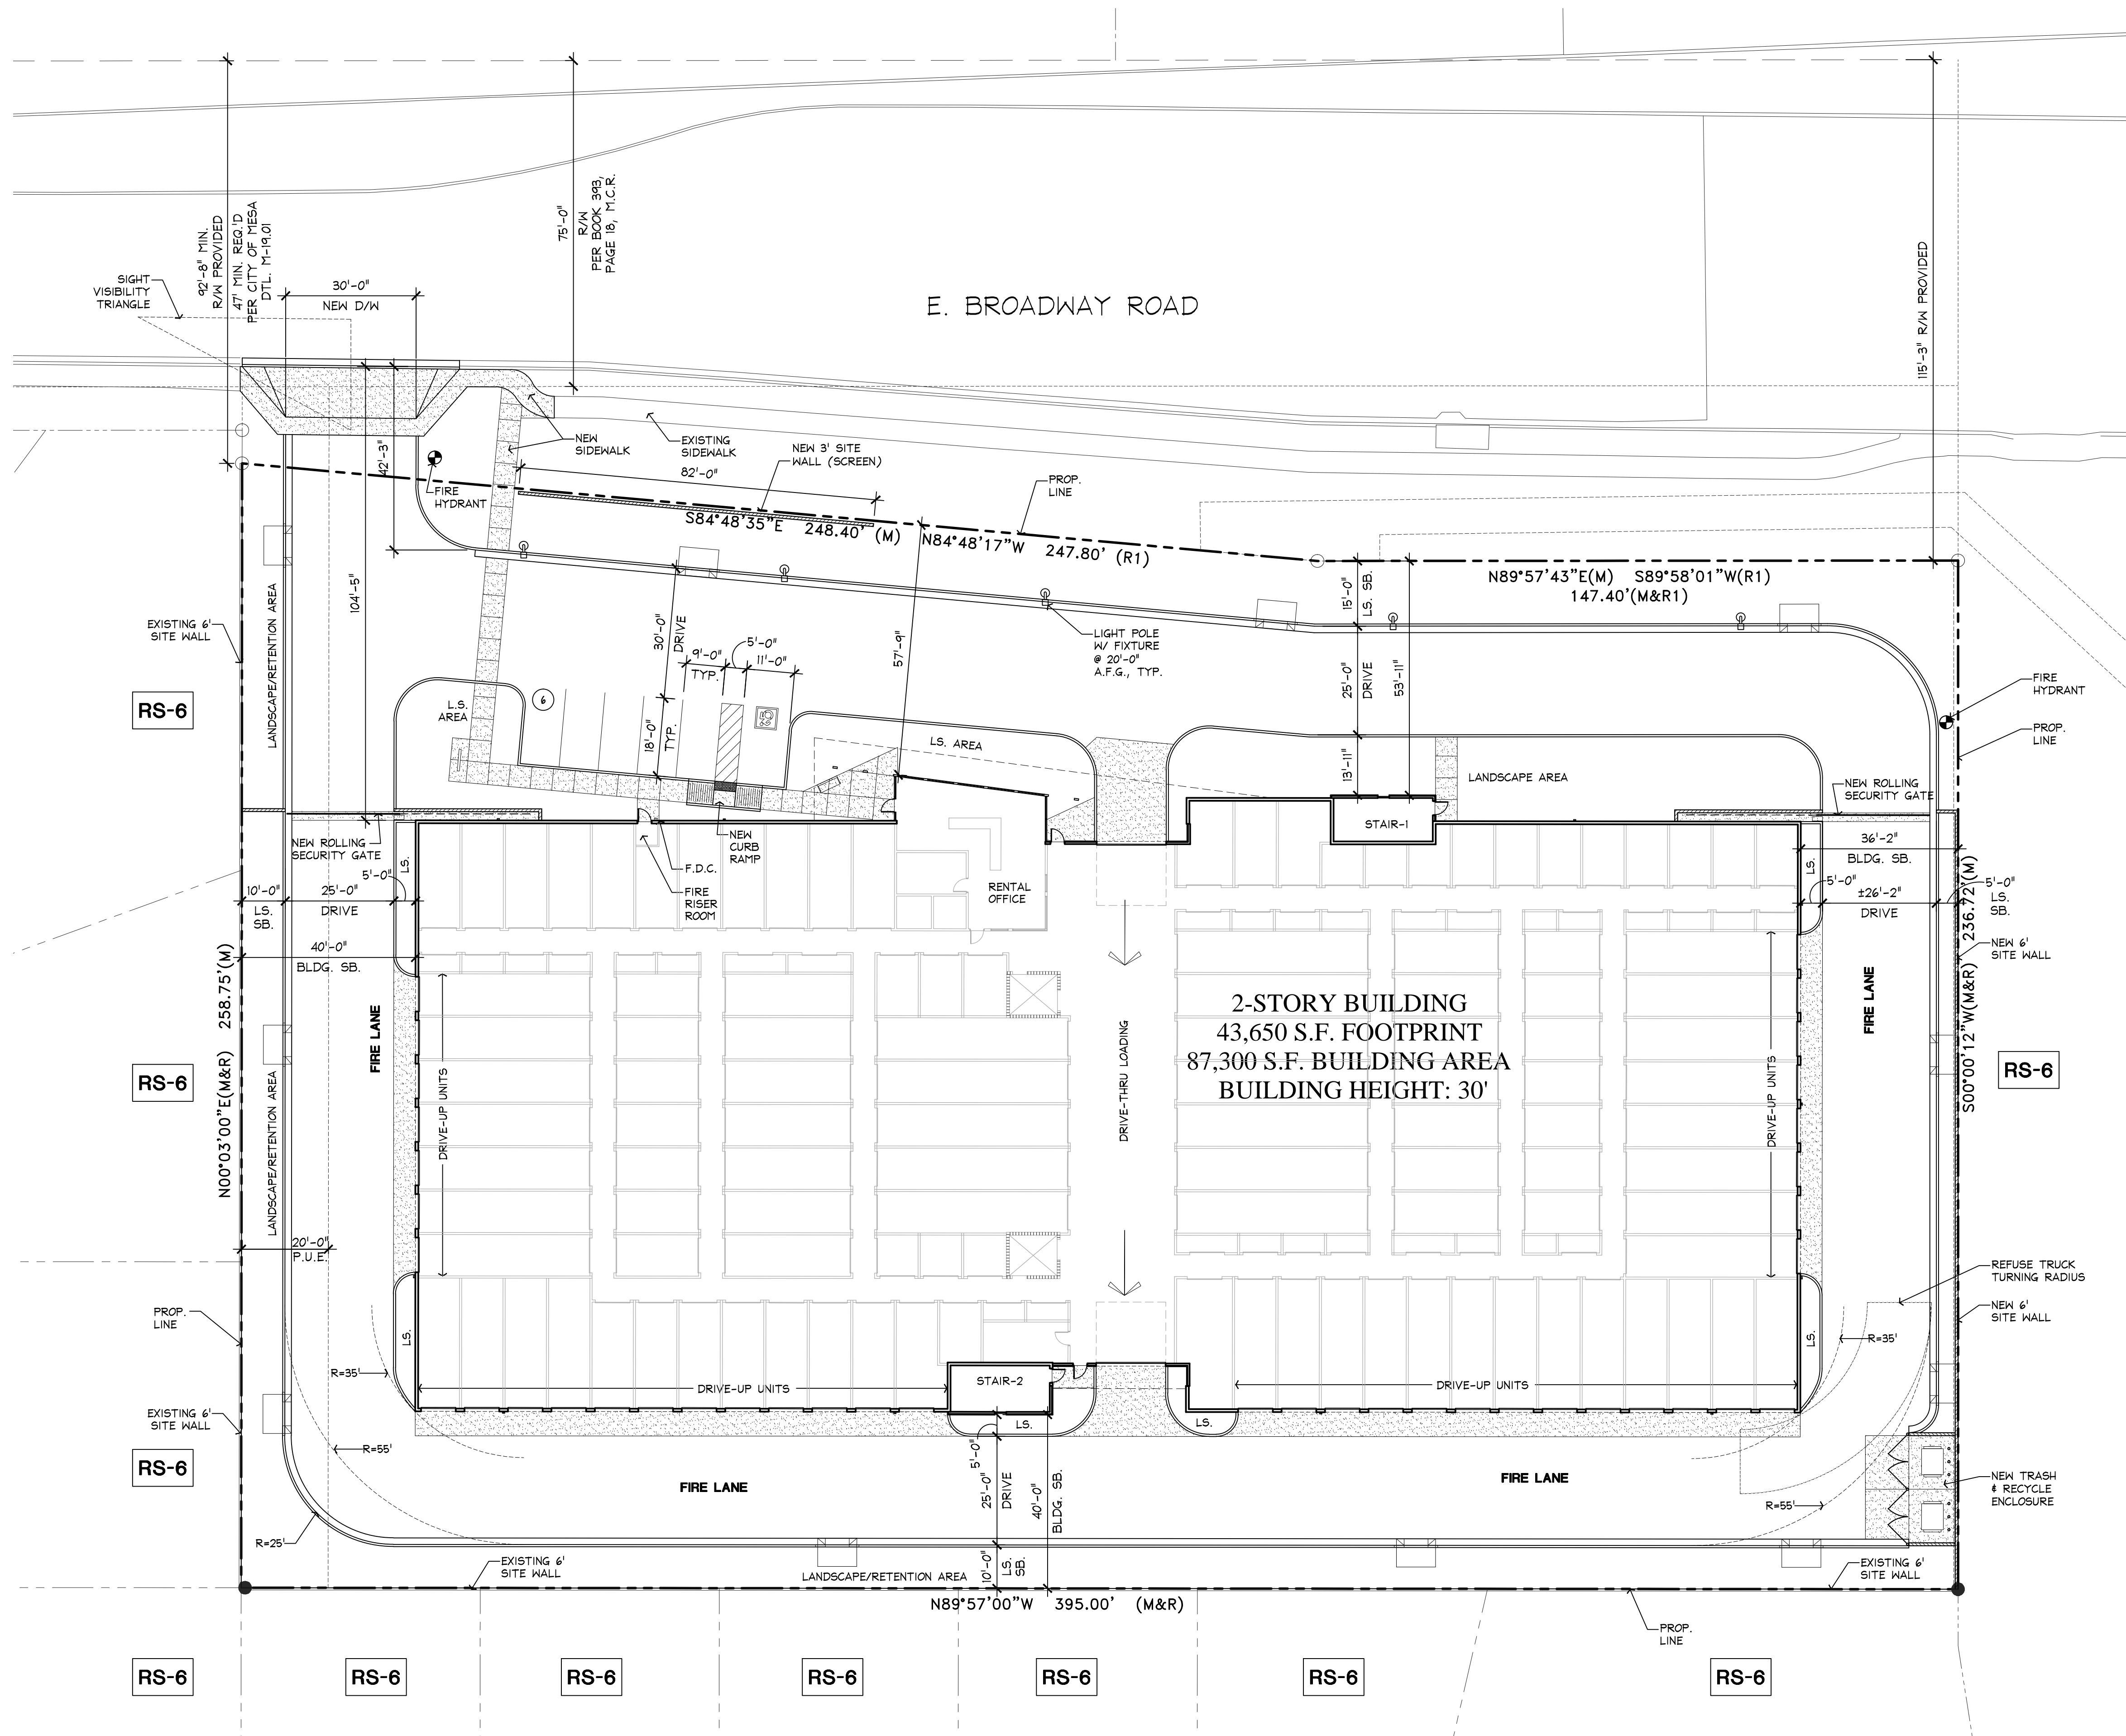 92'-8" MIN.
R/W PROVIDED
47' MIN. REQ.'D
PER CITY OF MESA
DTL. M-19.01
75'-0"
R/W
PER BOOK 393,
PAGE 18, M.C.R.
115'-3" R/W PROVIDED
SIGHT
VISIBILITY
TRIANGLE
30'-0"
NEW D/W
E. BROADWAY ROAD
42'-3"
104'-5"
FIRE
HYDRANT
NEW
SIDEWALK
EXISTING
SIDEWALK
NEW 3' SITE
WALL (SCREEN)
82'-0"
PROP.
LINE
S84°48'35"E 248.40' (M)
N84°48'17"W 247.80' (R1)
N89°57'43"E(M) S89°58'01"W(R1)
147.40'(M&R1)
15'-0"
LS. SB.
25'-0"
DRIVE
53'-11"
13'-11"
57'-9"
LIGHT POLE
W/ FIXTURE
@ 20'-0"
A.F.G., TYP.
30'-0"
DRIVE
9'-0"
TYP.
5'-0"
11'-0"
18'-0"
TYP.
6
L.S.
AREA
LS. AREA
LANDSCAPE AREA
EXISTING 6'
SITE WALL
LANDSCAPE/RETENTION AREA
RS-6
FIRE
HYDRANT
PROP.
LINE
NEW ROLLING
SECURITY GATE
NEW ROLLING
SECURITY GATE
STAIR-1
NEW
CURB
RAMP
F.D.C.
FIRE
RISER
ROOM
RENTAL
OFFICE
LS.
5'-0"
10'-0"
LS.
SB.
25'-0"
DRIVE
40'-0"
BLDG. SB.
36'-2"
BLDG. SB.
LS.
5'-0"
±26'-2"
DRIVE
5'-0"
LS.
SB.
NEW 6'
SITE WALL
N00°03'00"E(M&R) 258.75'(M)
S00°00'12"W(M&R) 236.72'(M)
FIRE LANE
FIRE LANE
2-STORY BUILDING
43,650 S.F. FOOTPRINT
87,300 S.F. BUILDING AREA
BUILDING HEIGHT: 30'
DRIVE-UP UNITS
DRIVE-THRU LOADING
DRIVE-UP UNITS
RS-6
RS-6
LANDSCAPE/RETENTION AREA
20'-0"
P.U.E.
REFUSE TRUCK
TURNING RADIUS
PROP.
LINE
NEW 6'
SITE WALL
LS.
LS.
R=35'
R=35'
STAIR-2
DRIVE-UP UNITS
DRIVE-UP UNITS
LS.
LS.
EXISTING 6'
SITE WALL
RS-6
R=55'
R=55'
R=25'
FIRE LANE
FIRE LANE
5'-0"
25'-0"
DRIVE
40'-0"
BLDG. SB.
10'-0"
LS.
SB.
NEW TRASH
& RECYCLE
ENCLOSURE
EXISTING 6'
SITE WALL
LANDSCAPE/RETENTION AREA
EXISTING 6'
SITE WALL
N89°57'00"W 395.00' (M&R)
PROP.
LINE
RS-6
RS-6
RS-6
RS-6
RS-6
RS-6
RS-6